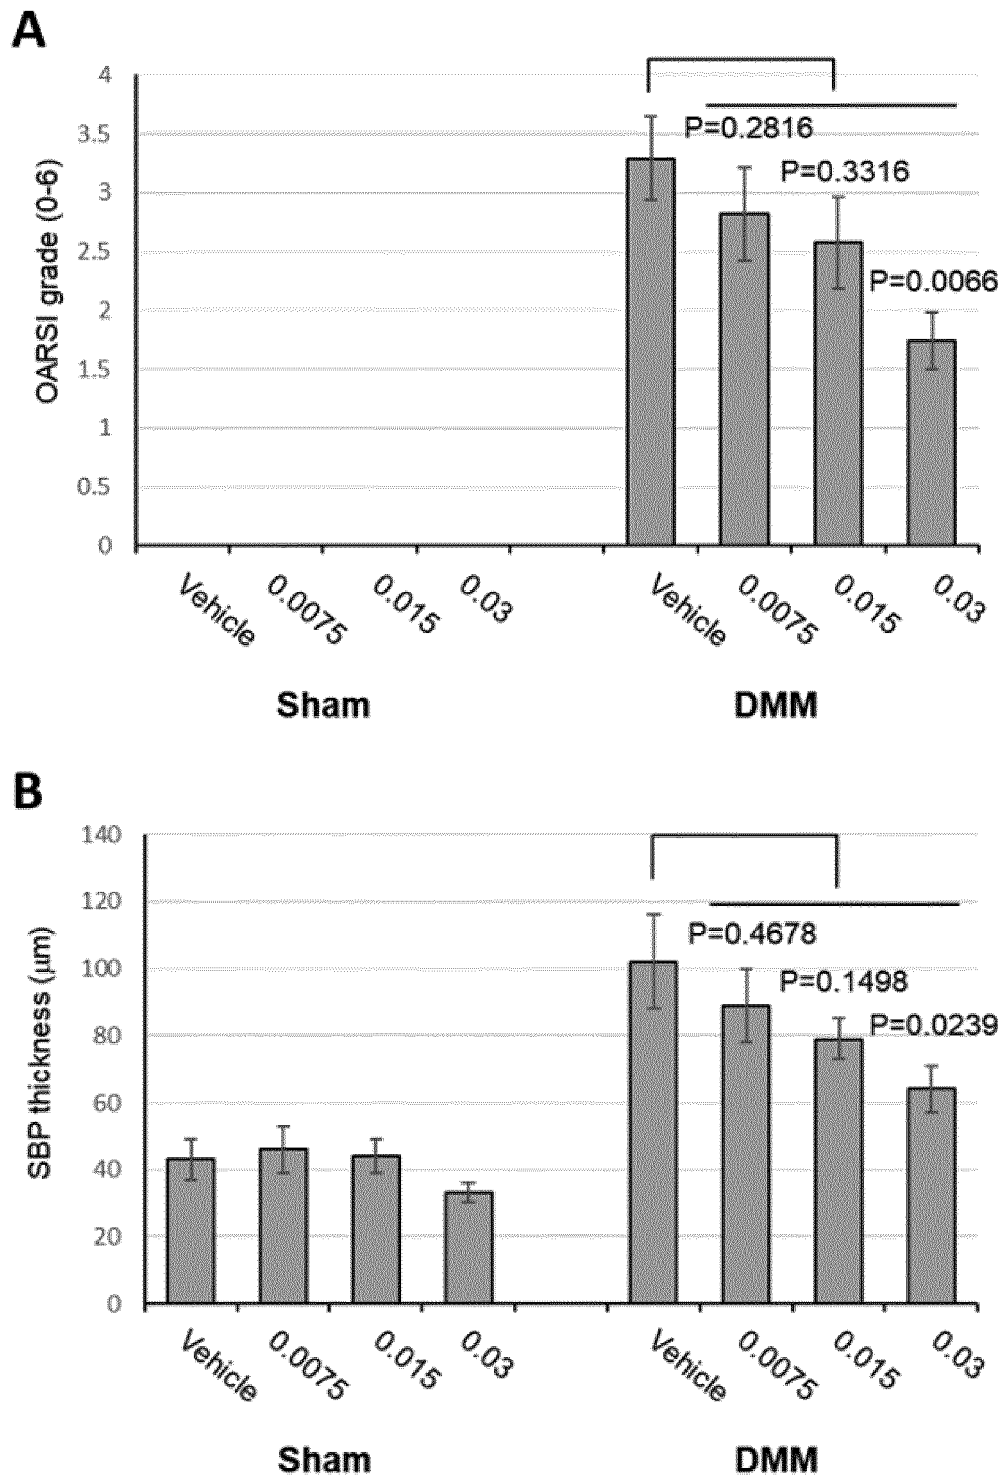 A
OARSI grade (0-6)
4
3.5
3
2.5
2
1.5
1
0.5
0
P=0.2816
P=0.3316
P=0.0066
Vehicle 0.0075 0.015 0.03 Vehicle 0.0075 0.015 0.03
Sham DMM
B
SBP thickness (μm)
140
120
100
80
60
40
20
0
P=0.4678
P=0.1498
P=0.0239
Vehicle 0.0075 0.015 0.03 Vehicle 0.0075 0.015 0.03
Sham DMM